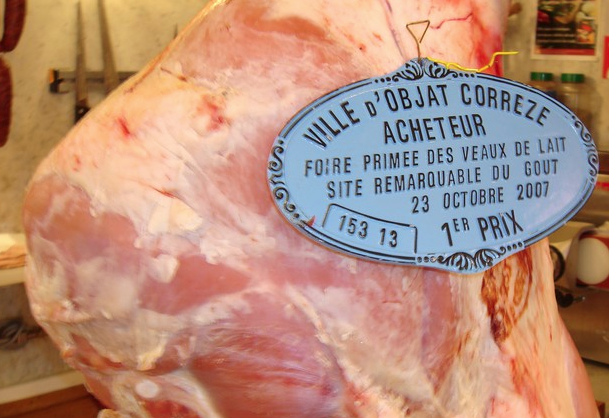 VILLE D'OBJAT CORREZE
ACHETEUR
FOIRE PRIMEE DES VEAUX DE LAIT
SITE REMARQUABLE DU GOUT
23 OCTOBRE 2007
153 13
1ER PRIX